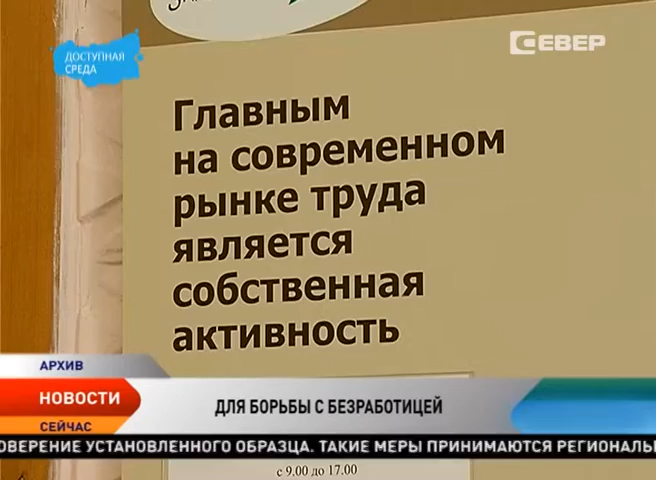 ДОСТУПНАЯ
СРЕДА
СЕВЕР
Главным
на современном
рынке труда
является
собственная
активность
АРХИВ
НОВОСТИ
ДЛЯ БОРЬБЫ С БЕЗРАБОТИЦЕЙ
СЕЙЧАС
ОВЕРЕНИЕ УСТАНОВЛЕННОГО ОБРАЗЦА. ТАКИЕ МЕРЫ ПРИНИМАЮТСЯ РЕГИОНАЛЬ
с 9.00 до 17.00